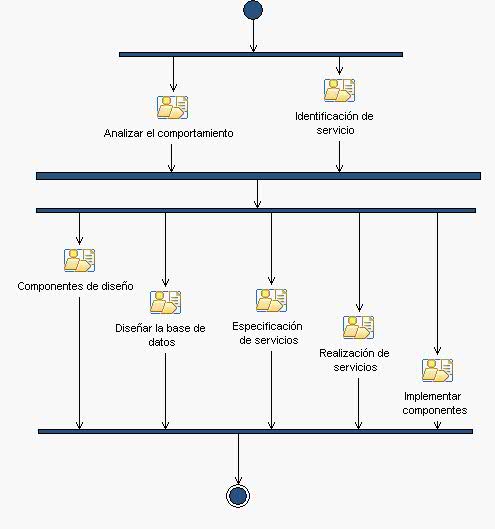 Analizar el comportamiento
Identificación de
servicio
Componentes de diseño
Diseñar la base de
datos
Especificación
de servicios
Realización de
servicios
Implementar
componentes